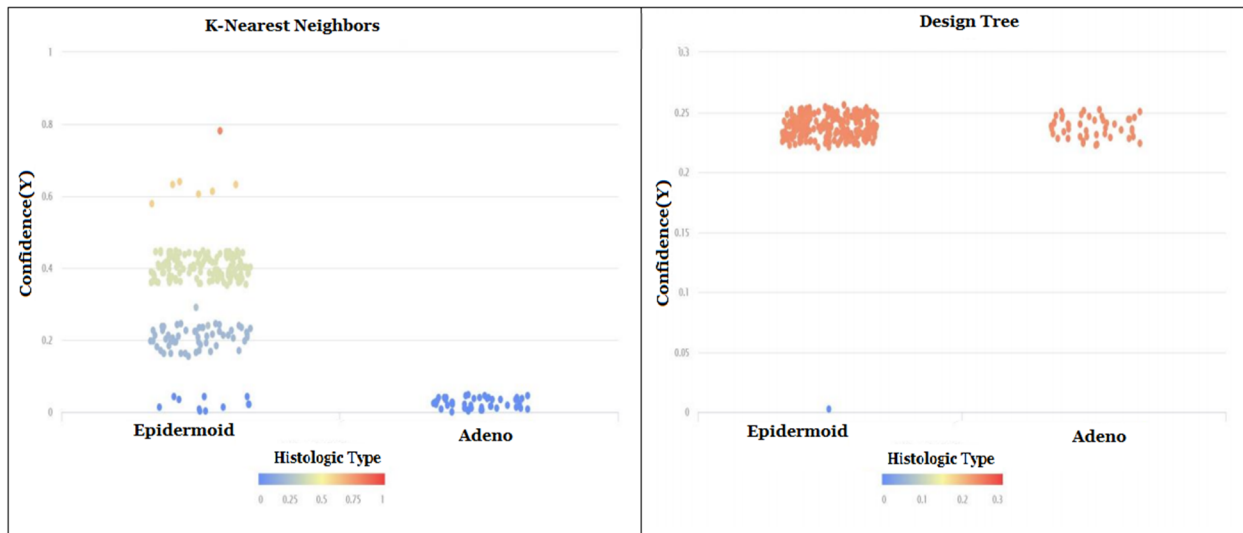 K-Nearest Neighbors
1
0.8
0.6
0.4
0.2
0
Confidence(Y)
Epidermoid
Adeno
Histologic Type
0 0.25 0.5 0.75 1
Design Tree
0.3
0.25
0.2
0.15
0.1
0.05
0
Confidence(Y)
Epidermoid
Adeno
Histologic Type
0 0.1 0.2 0.3